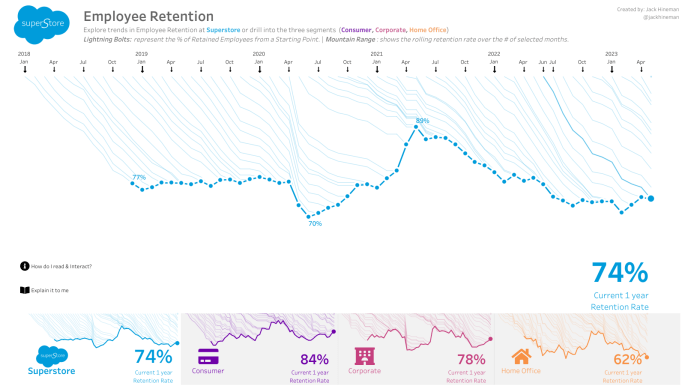 superStore
Employee Retention
Created by: Jack Hineman
@jackhineman
Explore trends in Employee Retention at Superstore or drill into the three segments (Consumer, Corporate, Home Office)
Lightning Bolts: represent the % of Retained Employees from a Starting Point. | Mountain Range : shows the rolling retention rate over the # of selected months.
2018 2019 2020 2021 2022 2023
Jan Apr Jul Oct Jan Apr Jul Oct Jan Apr Jul Oct Jan Apr Jul Oct Jan Apr Jun Jul Oct Jan Apr
89%
77%
70%
How do I read & Interact?
74%
Explain it to me
Current 1 year
Retention Rate
superStore
Superstore
74%
Current 1 year
Retention Rate
Consumer
84%
Current 1 year
Retention Rate
Corporate
78%
Current 1 year
Retention Rate
Home Office
62%
Current 1 year
Retention Rate